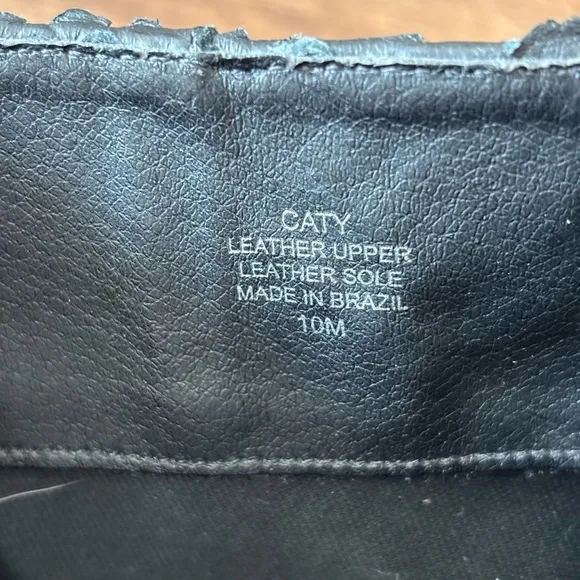 CATY
LEATHER UPPER
LEATHER SOLE
MADE IN BRAZIL
10M